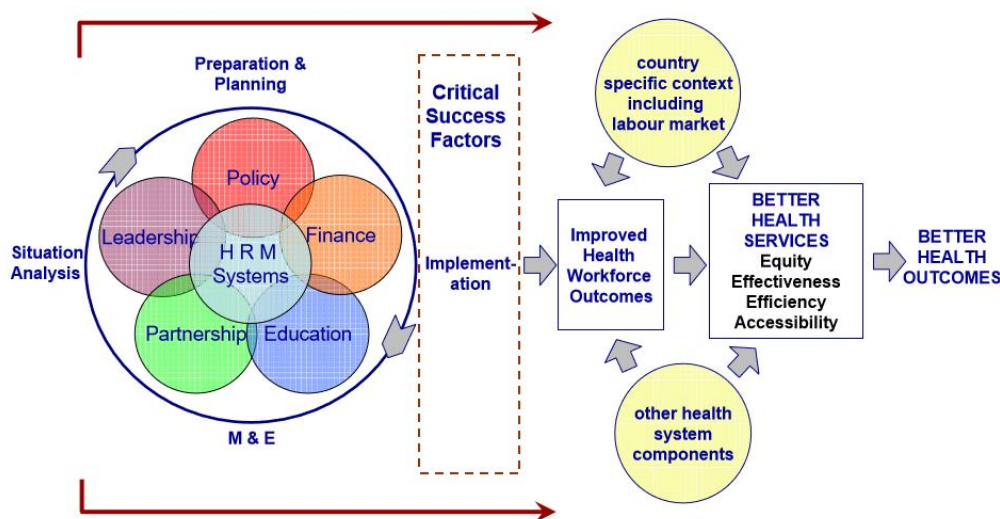 Preparation &
Planning
Situation
Analysis
Policy
Leadership
Finance
H R M
Systems
Partnership
Education
M & E
Critical
Success
Factors
Implement-
ation
country
specific context
including
labour market
Improved
Health
Workforce
Outcomes
BETTER
HEALTH
SERVICES
Equity
Effectiveness
Efficiency
Accessibility
BETTER
HEALTH
OUTCOMES
other health
system
components